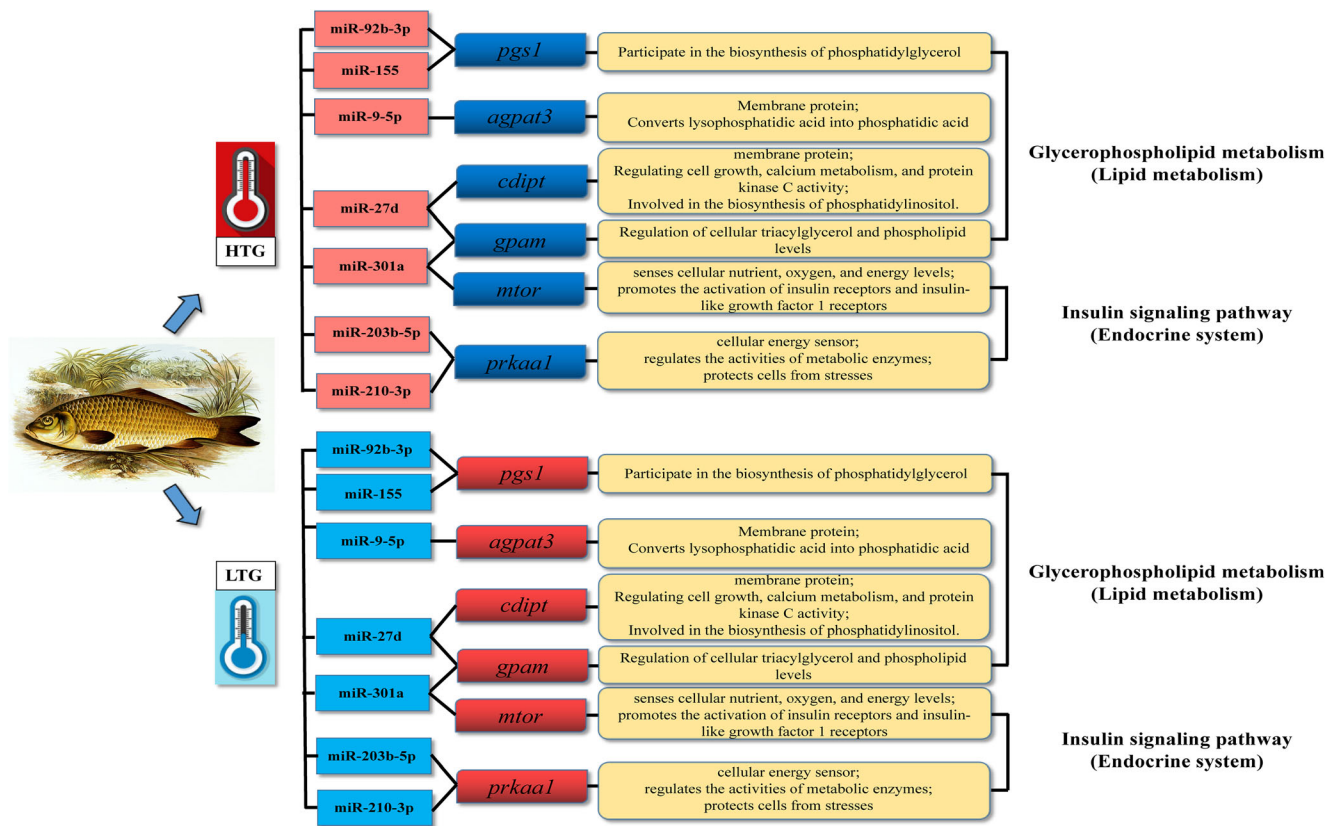 miR-92b-3p
miR-155
pgs1
Participate in the biosynthesis of phosphatidylglycerol
miR-9-5p
agpat3
Membrane protein;
Converts lysophosphatidic acid into phosphatidic acid
miR-27d
cdipt
membrane protein;
Regulating cell growth, calcium metabolism, and protein
kinase C activity;
Involved in the biosynthesis of phosphatidylinositol.
gpam
Regulation of cellular triacylglycerol and phospholipid
levels
Glycerophospholipid metabolism
(Lipid metabolism)
HTG
miR-301a
mtor
senses cellular nutrient, oxygen, and energy levels;
promotes the activation of insulin receptors and insulin-
like growth factor 1 receptors
miR-203b-5p
miR-210-3p
prkaa1
cellular energy sensor;
regulates the activities of metabolic enzymes;
protects cells from stresses
Insulin signaling pathway
(Endocrine system)
miR-92b-3p
miR-155
pgs1
Participate in the biosynthesis of phosphatidylglycerol
miR-9-5p
agpat3
Membrane protein;
Converts lysophosphatidic acid into phosphatidic acid
LTG
miR-27d
cdipt
membrane protein;
Regulating cell growth, calcium metabolism, and protein
kinase C activity;
Involved in the biosynthesis of phosphatidylinositol.
gpam
Regulation of cellular triacylglycerol and phospholipid
levels
Glycerophospholipid metabolism
(Lipid metabolism)
miR-301a
mtor
senses cellular nutrient, oxygen, and energy levels;
promotes the activation of insulin receptors and insulin-
like growth factor 1 receptors
miR-203b-5p
miR-210-3p
prkaa1
cellular energy sensor;
regulates the activities of metabolic enzymes;
protects cells from stresses
Insulin signaling pathway
(Endocrine system)